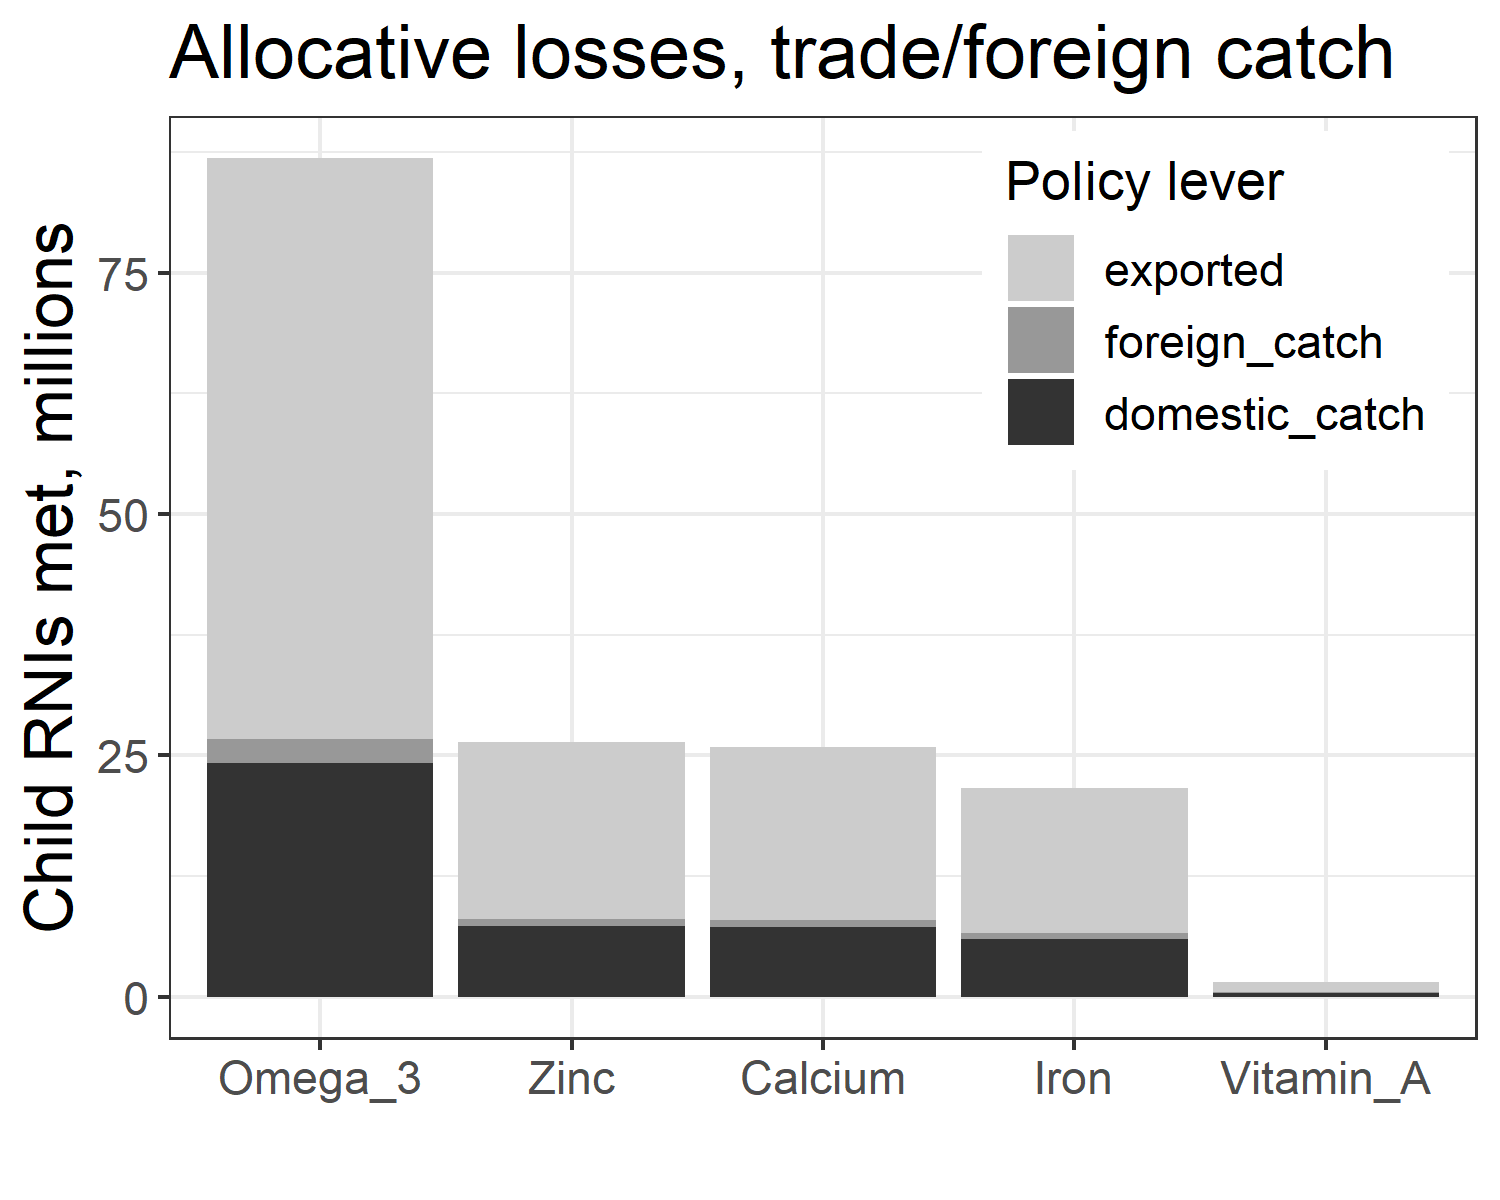 Allocative losses, trade/foreign catch
Child RNIs met, millions
75
50
25
0
Policy lever
exported
foreign_catch
domestic_catch
Omega_3
Zinc
Calcium
Iron
Vitamin_A